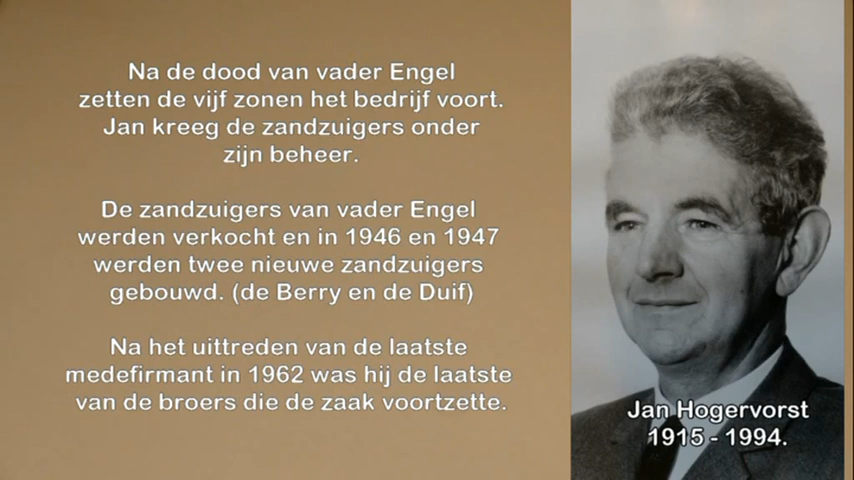 Na de dood van vader Engel
zetten de vijf zonen het bedrijf voort.
Jan kreeg de zandzuigers onder
zijn beheer.
De zandzuigers van vader Engel
werden verkocht en in 1946 en 1947
werden twee nieuwe zandzuigers
gebouwd. (de Berry en de Duif)
Na het uittreden van de laatste
medefirmant in 1962 was hij de laatste
van de broers die de zaak voortzette.
Jan Hogervorst
1915 - 1994.